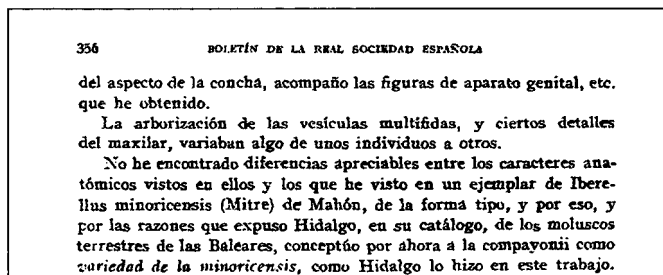 356 BOLETÍN DE LA REAL SOCIEDAD ESPAÑOLA
del aspecto de la concha, acompaño las figuras de aparato genital, etc.
que he obtenido.
La arborización de las vesículas multífidas, y ciertos detalles
del maxilar, variaban algo de unos individuos a otros.
No he encontrado diferencias apreciables entre los caracteres ana-
tómicos vistos en ellos y los que he visto en un ejemplar de Ibere-
llus minoricensis (Mitre) de Mahón, de la forma tipo, y por eso, y
por las razones que expuso Hidalgo, en su catálogo, de los moluscos
terrestres de las Baleares, conceptúo por ahora a la compayonii como
variedad de la minoricensis, como Hidalgo lo hizo en este trabajo.